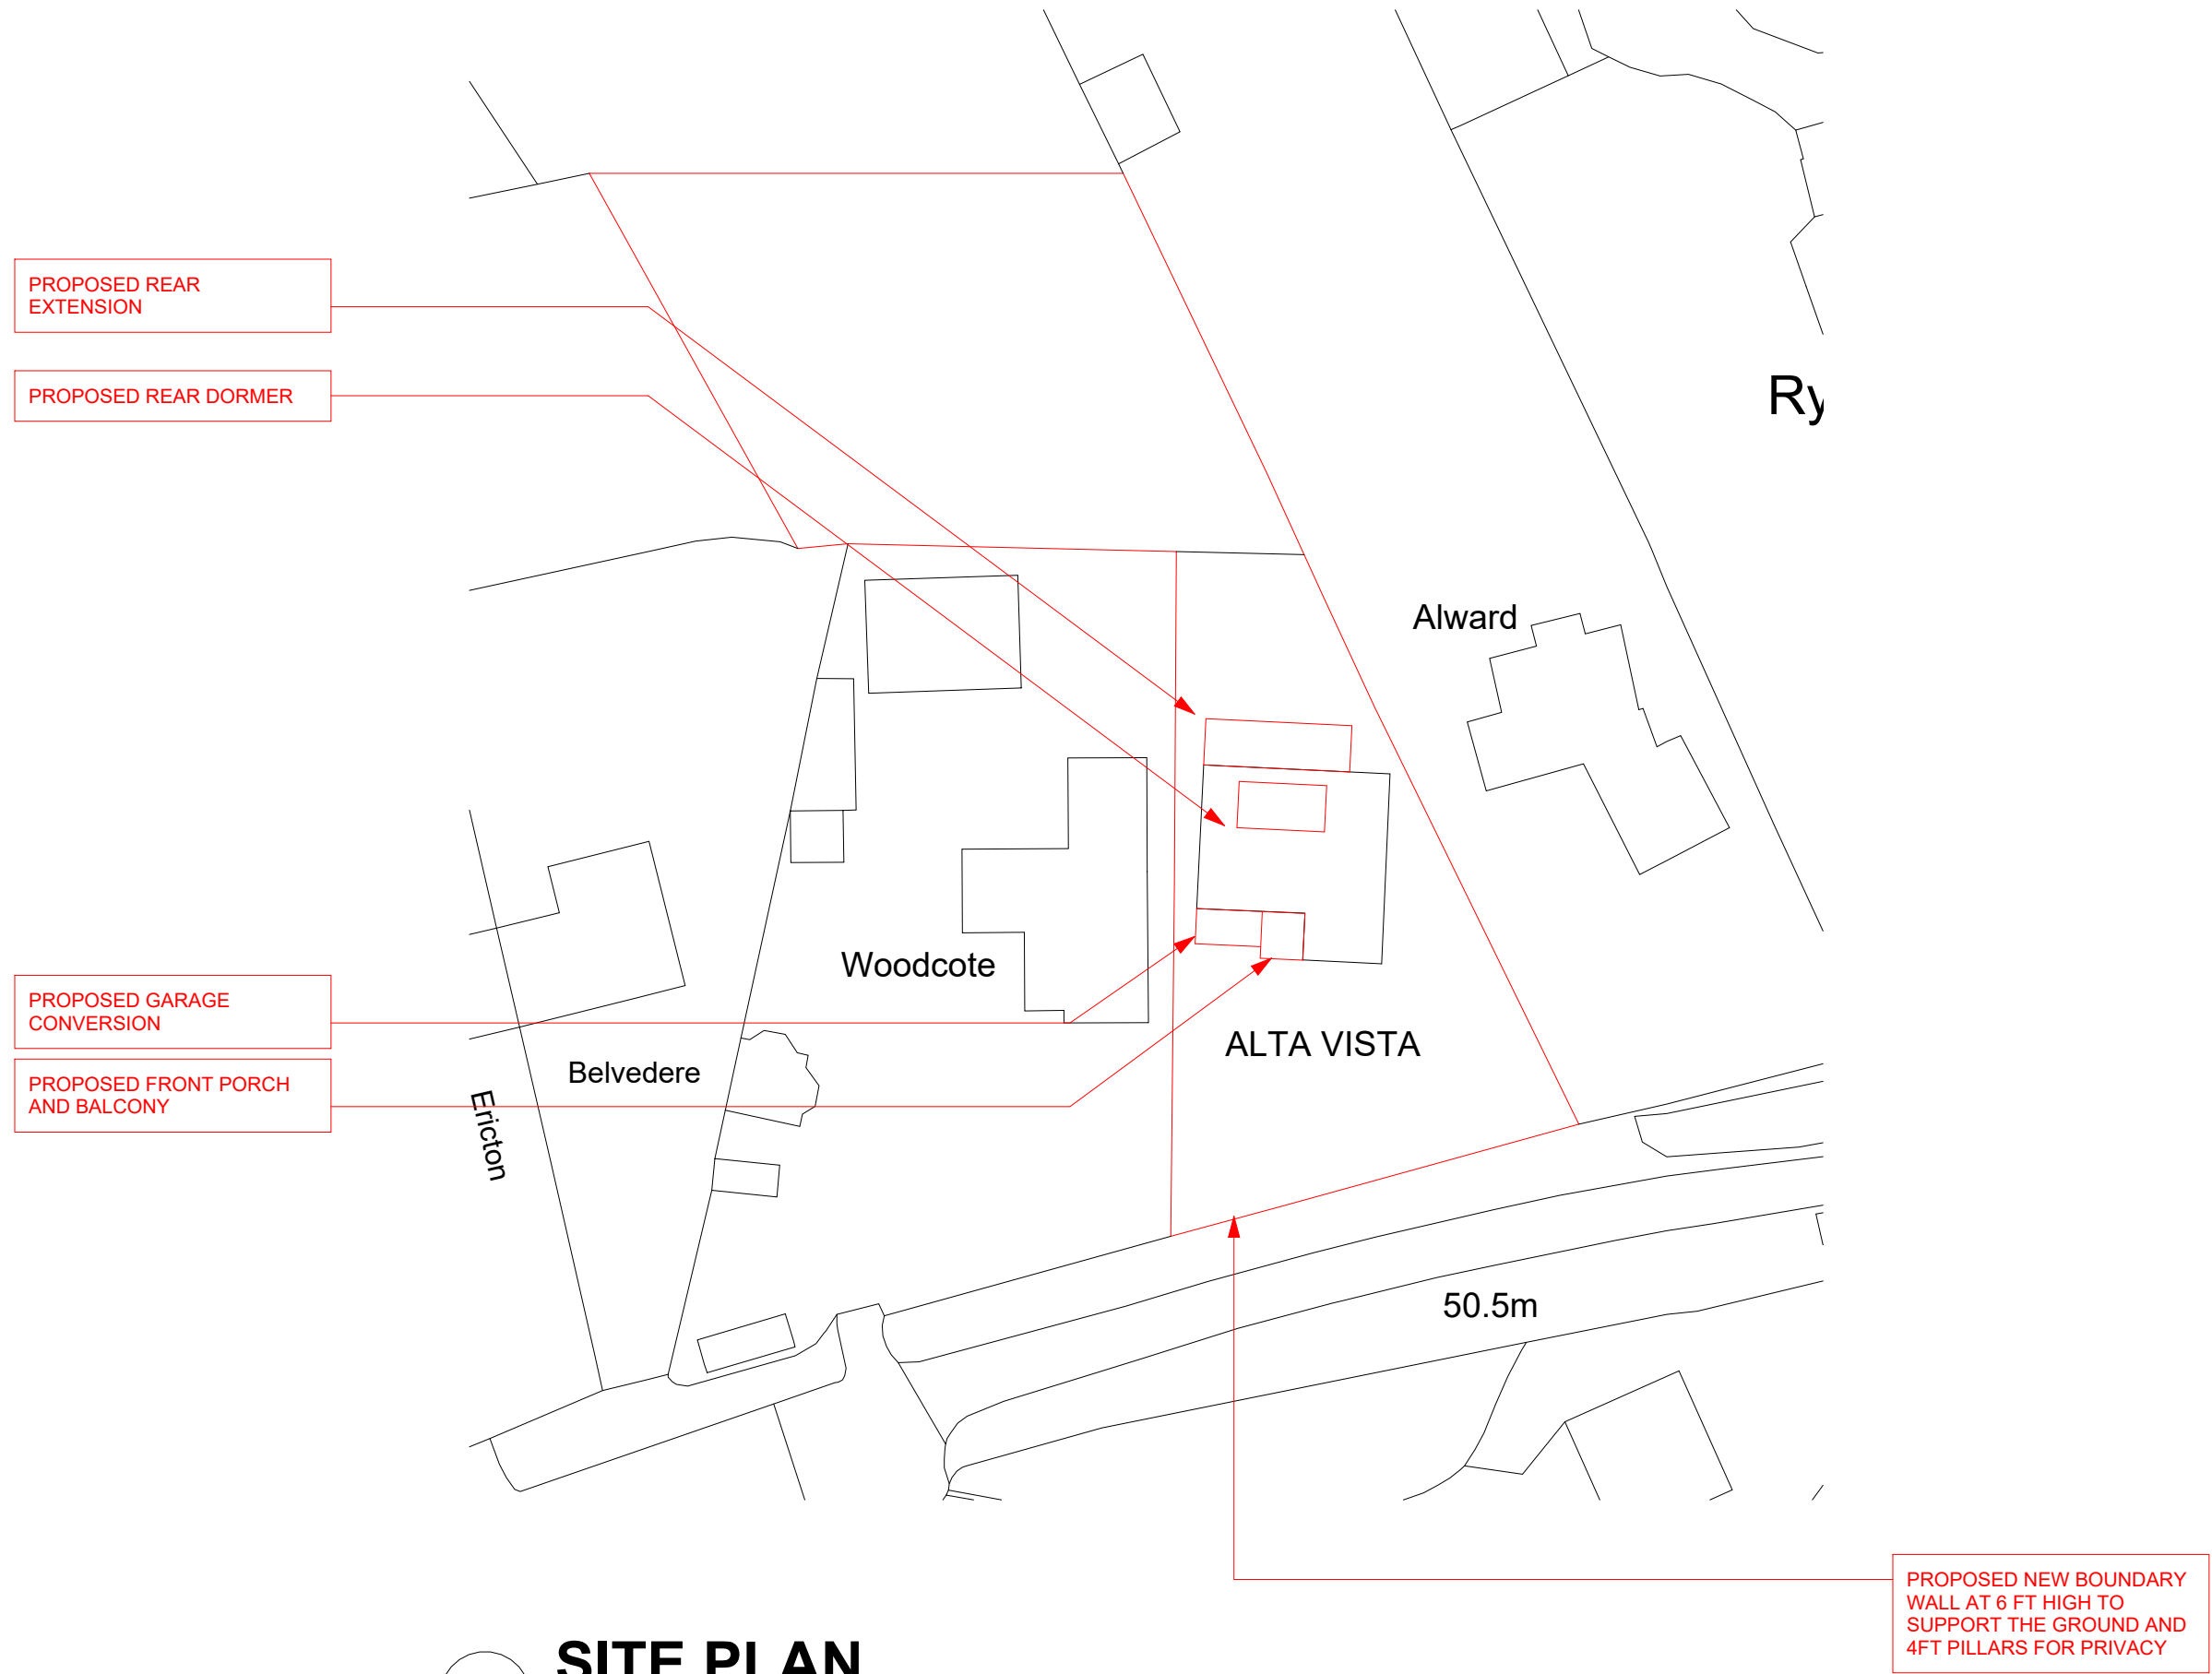 PROPOSED REAR
EXTENSION
PROPOSED REAR DORMER
Ry
Alward
Woodcote
PROPOSED GARAGE
CONVERSION
ALTA VISTA
Belvedere
PROPOSED FRONT PORCH
AND BALCONY
Ericton
50.5m
PROPOSED NEW BOUNDARY
WALL AT 6 FT HIGH TO
SUPPORT THE GROUND AND
4FT PILLARS FOR PRIVACY
SITE PLAN